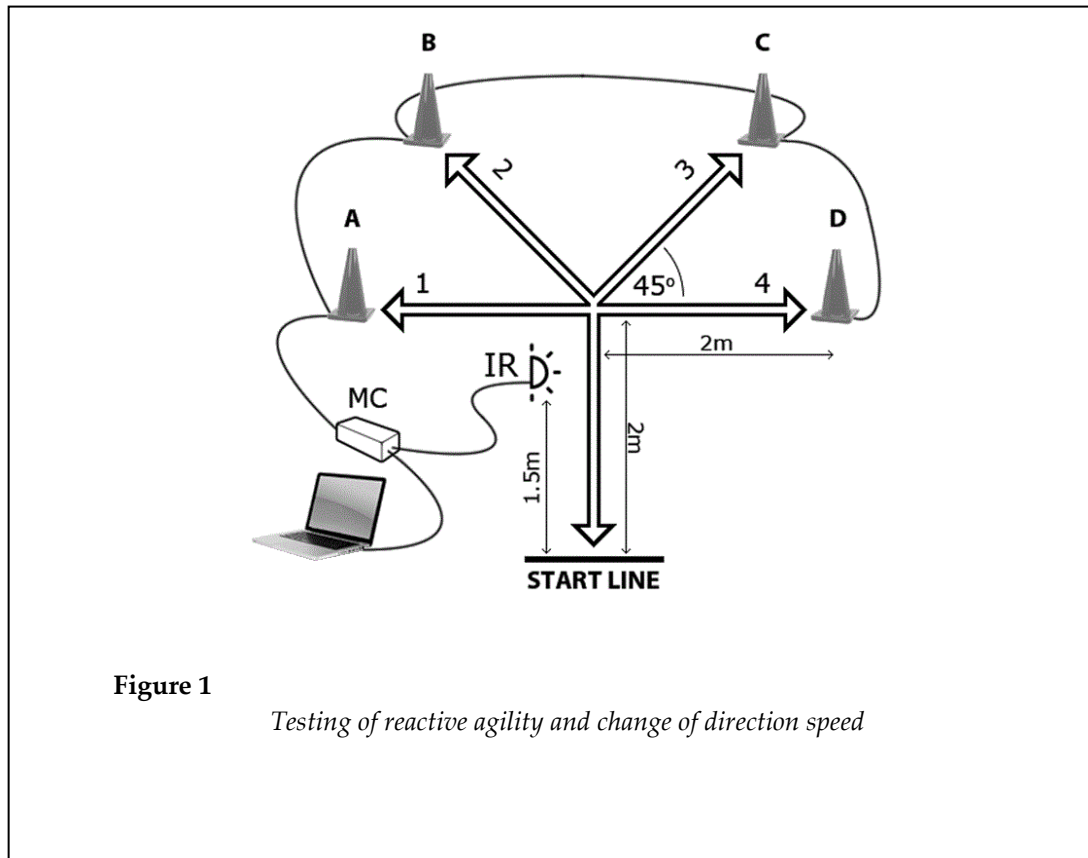 B C
A D
2 3
1 45° 4
2m
IR
MC
2m
1.5m
START LINE
Figure 1
Testing of reactive agility and change of direction speed